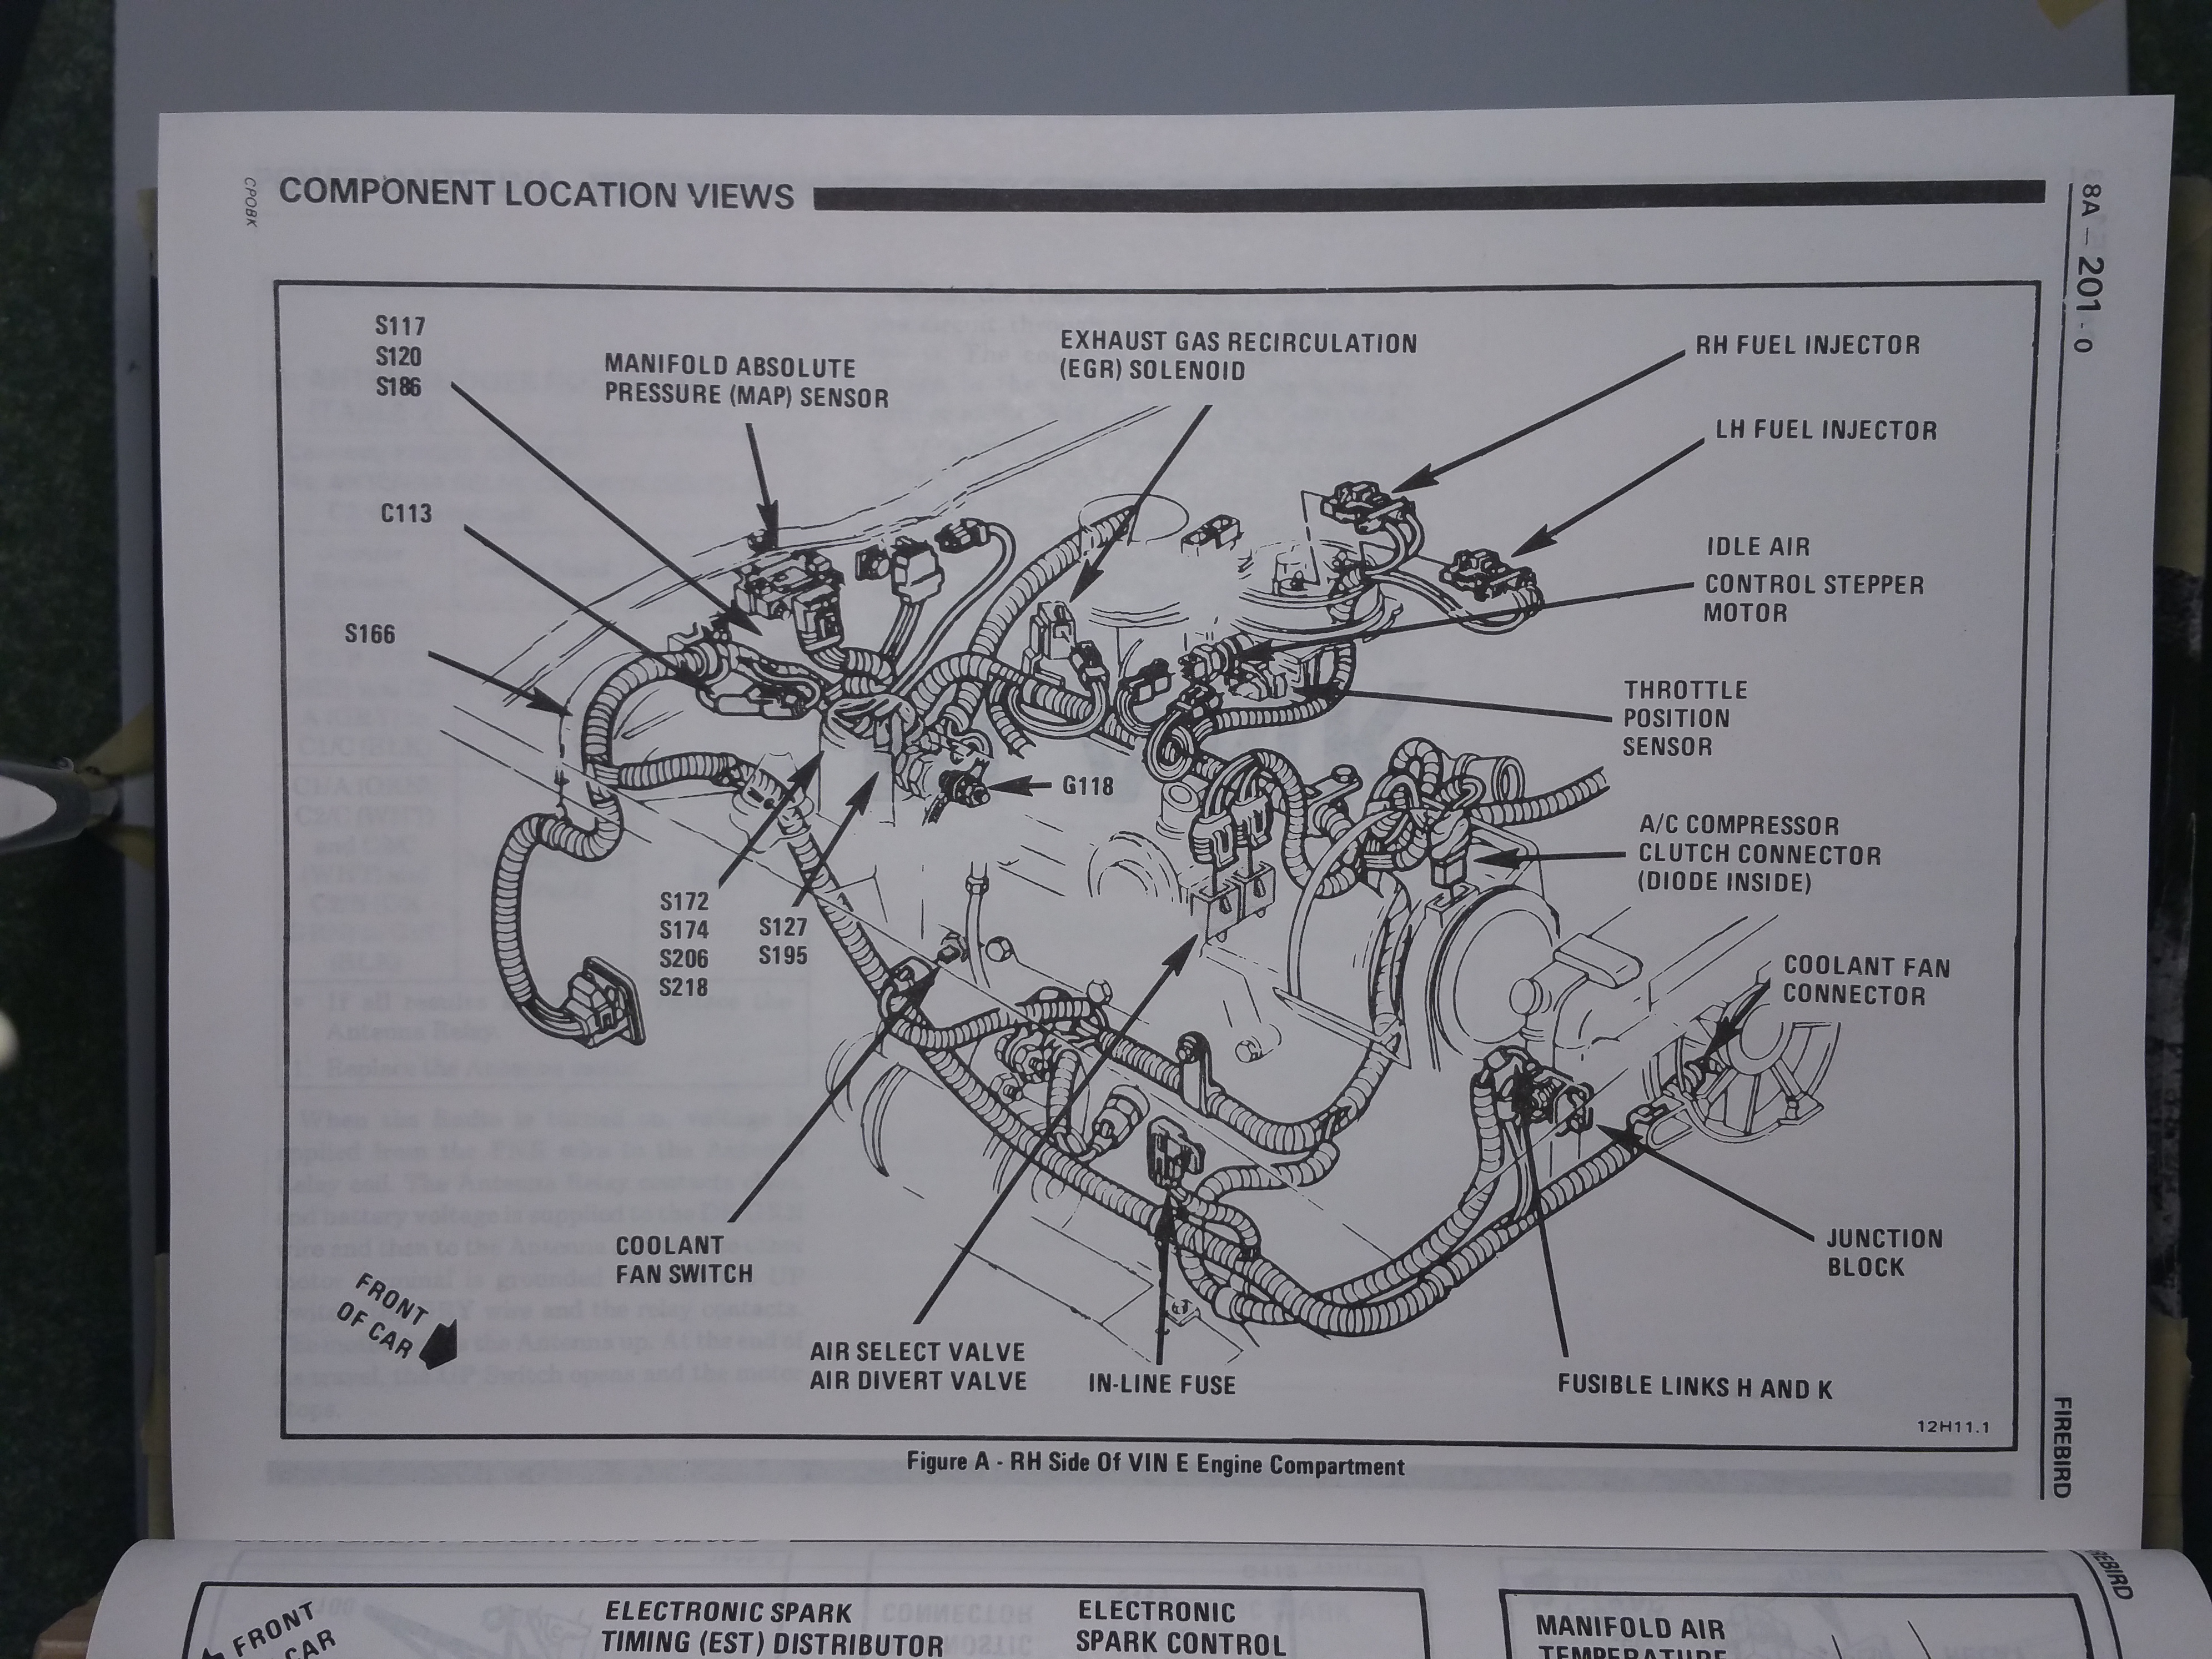 COMPONENT LOCATION VIEWS
CPOBK
8A – 201 - 0
S117
S120
S186
MANIFOLD ABSOLUTE
PRESSURE (MAP) SENSOR
EXHAUST GAS RECIRCULATION
(EGR) SOLENOID
RH FUEL INJECTOR
LH FUEL INJECTOR
C113
IDLE AIR
CONTROL STEPPER
MOTOR
S166
THROTTLE
POSITION
SENSOR
G118
A/C COMPRESSOR
CLUTCH CONNECTOR
(DIODE INSIDE)
S172
S174
S206
S218
S127
S195
COOLANT FAN
CONNECTOR
COOLANT
FAN SWITCH
JUNCTION
BLOCK
FRONT
OF CAR
AIR SELECT VALVE
AIR DIVERT VALVE
IN-LINE FUSE
FUSIBLE LINKS H AND K
12H11.1
Figure A - RH Side Of VIN E Engine Compartment
FIREBIRD
FRONT
CAR
ELECTRONIC SPARK
TIMING (EST) DISTRIBUTOR
ELECTRONIC
SPARK CONTROL
MANIFOLD AIR
TEMPERATURE